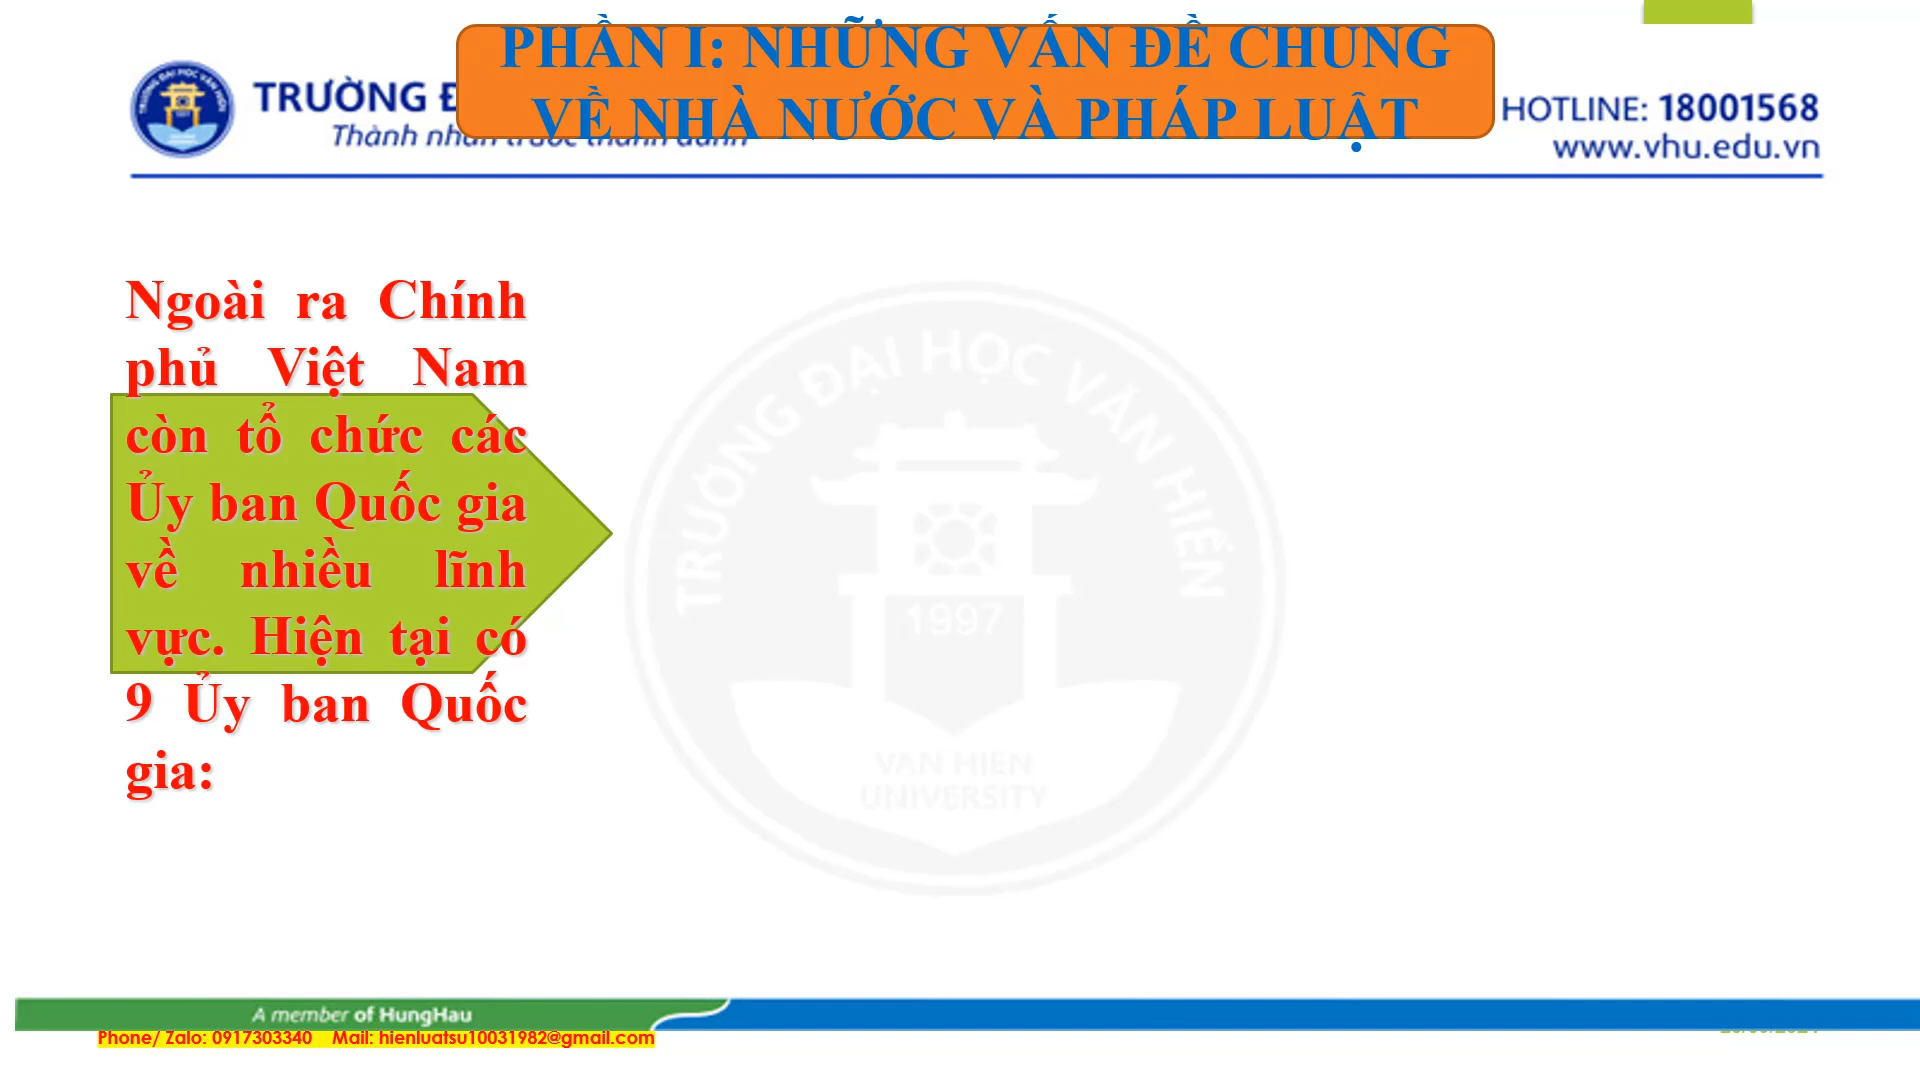 PHẦN I: NHỮNG VẤN ĐỀ CHUNG
VỀ NHÀ NƯỚC VÀ PHÁP LUẬT
TRƯỜNG Đ
Thành nhân trước thành danh
HOTLINE: 18001568
www.vhu.edu.vn
Ngoài ra Chính
phủ Việt Nam
còn tổ chức các
Ủy ban Quốc gia
về nhiều lĩnh
vực. Hiện tại có
9 Ủy ban Quốc
gia:
TRƯỜNG ĐẠI HỌC VĂN HIẾN
1997
VAN HIEN
UNIVERSITY
A member of HungHau
Phone/ Zalo: 0917303340 Mail: hienluatsu10031982@gmail.com